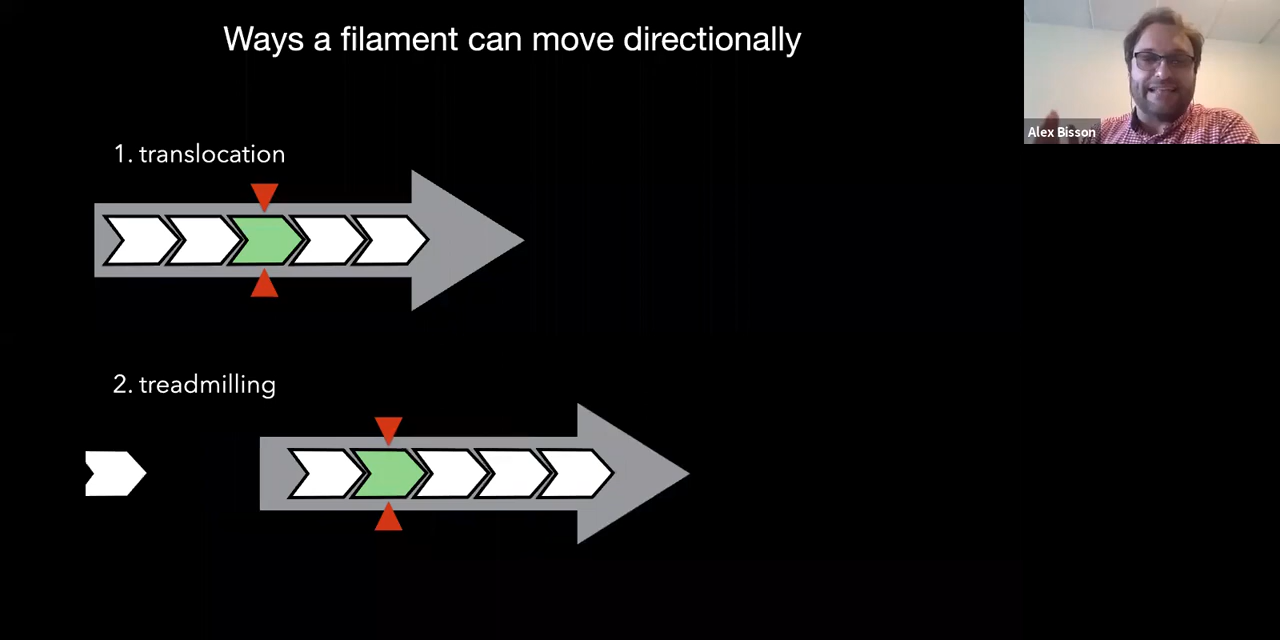 Ways a filament can move directionally
Alex Bisson
1. translocation
2. treadmilling